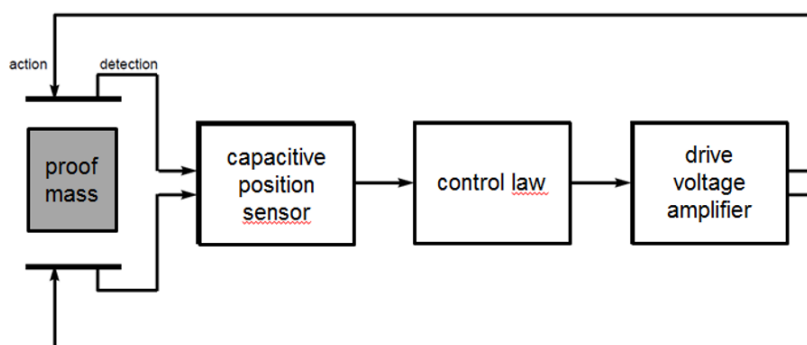 action
detection
proof
mass
capacitive
position
sensor
control law
drive
voltage
amplifier